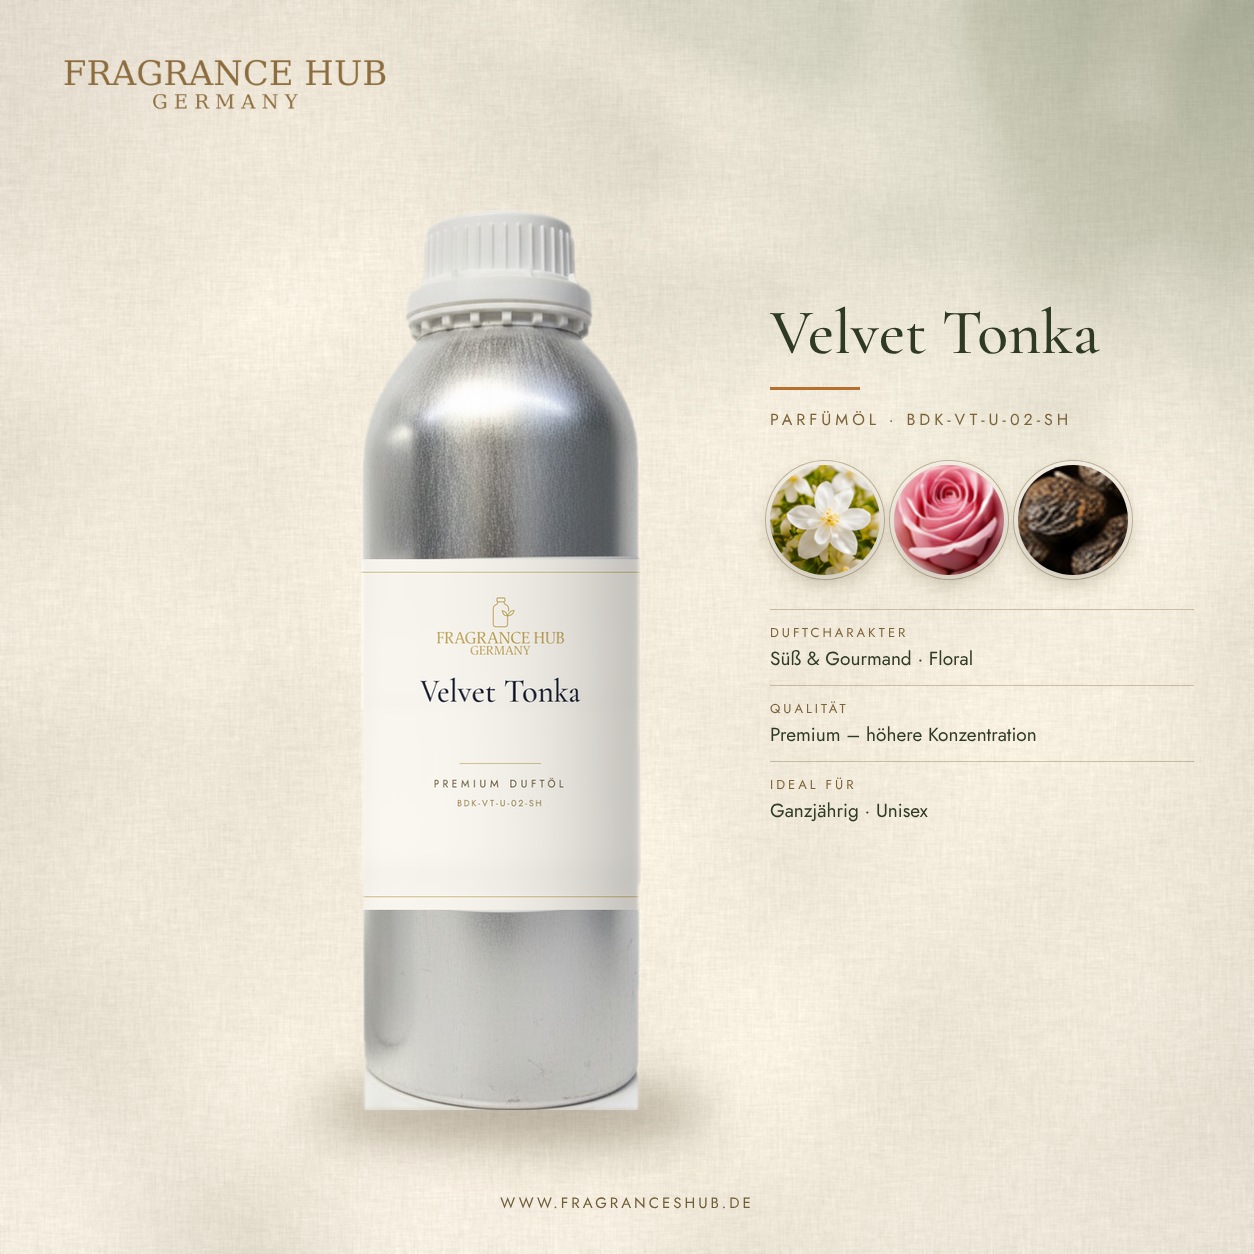 FRAGRANCE HUB
GERMANY
Velvet Tonka
PARFÜMÖL · BDK-VT-U-02-SH
DUFTCHARAKTER
Süß & Gourmand · Floral
QUALITÄT
Premium – höhere Konzentration
IDEAL FÜR
Ganzjährig · Unisex
FRAGRANCE HUB
GERMANY
Velvet Tonka
PREMIUM DUFTÖL
BDK-VT-U-02-SH
WWW.FRAGRANCESHUB.DE